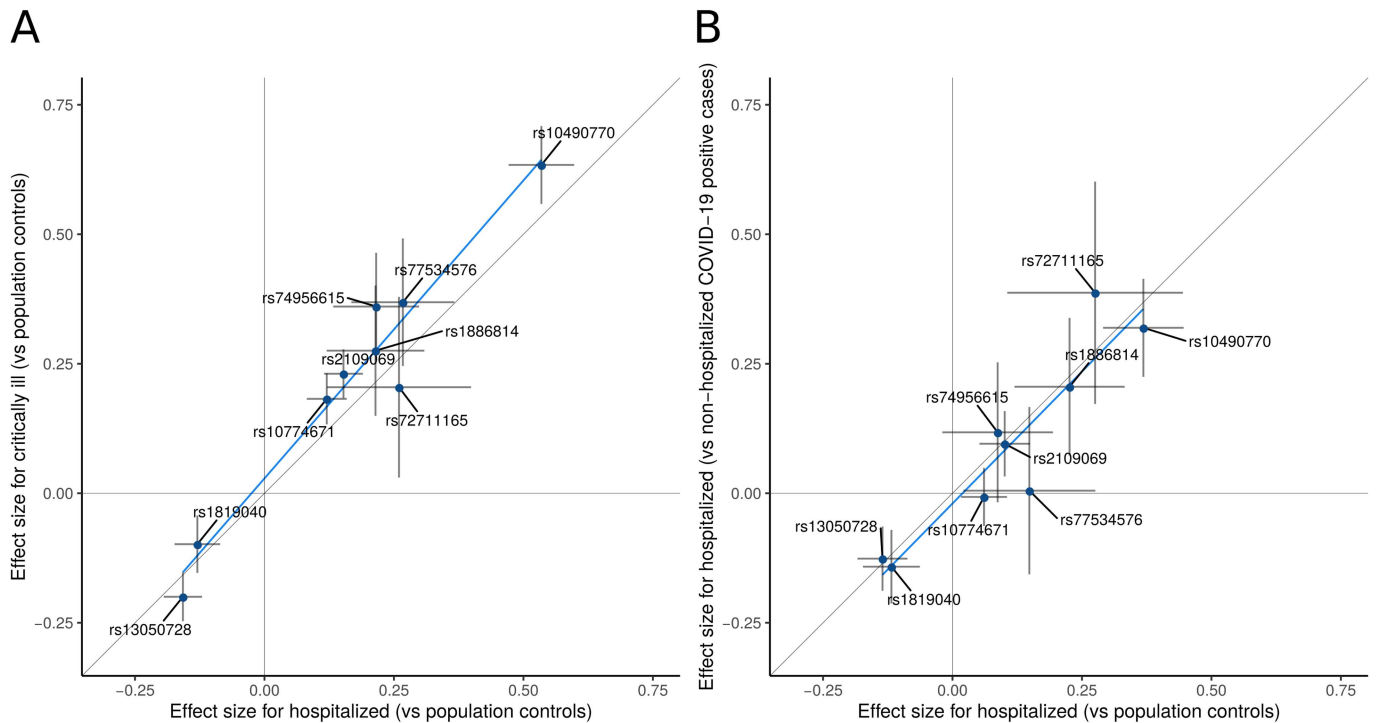 A
B
Effect size for critically ill (vs population controls)
0.75
0.50
0.25
0.00
−0.25
rs10490770
rs77534576
rs74956615
rs1886814
rs2109069
rs72711165
rs10774671
rs1819040
rs13050728
−0.25
0.00
0.25
0.50
0.75
Effect size for hospitalized (vs population controls)
Effect size for hospitalized (vs non−hospitalized COVID−19 positive cases)
0.75
0.50
0.25
0.00
−0.25
rs72711165
rs10490770
rs1886814
rs74956615
rs2109069
rs77534576
rs10774671
rs13050728
rs1819040
−0.25
0.00
0.25
0.50
0.75
Effect size for hospitalized (vs population controls)